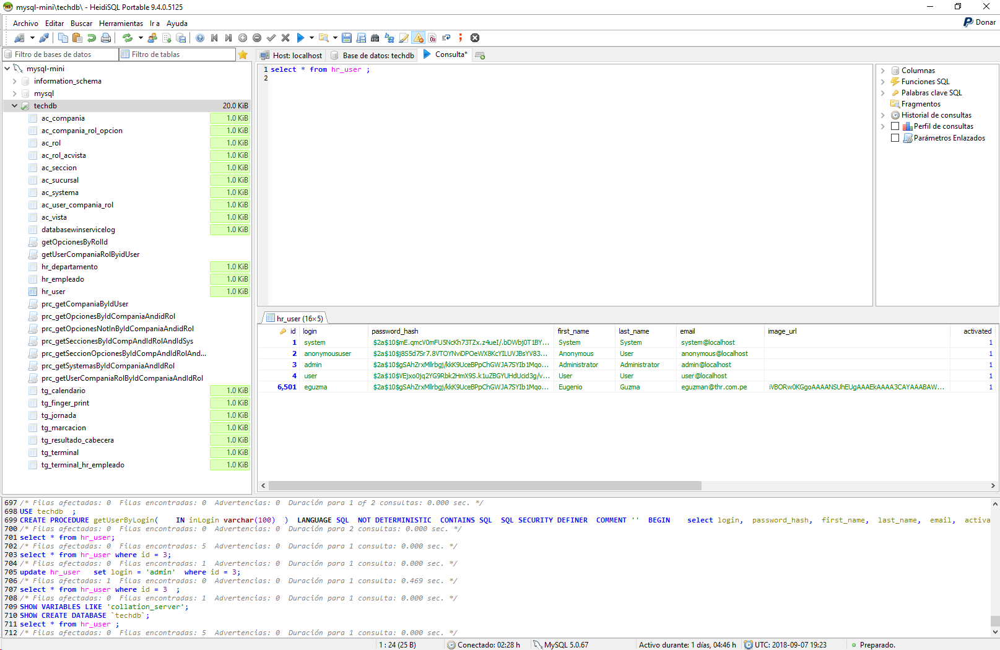 mysql-mini\techdb\ - HeidiSQL Portable 9.4.0.5125
Archivo Editar Buscar Herramientas Ir a Ayuda
Donar
Filtro de bases de datos
Filtro de tablas
Host: localhost
Base de datos: techdb
Consulta*
mysql-mini
information_schema
mysql
techdb 20.0 KiB
ac_compania 1.0 KiB
ac_compania_rol_opcion 1.0 KiB
ac_rol 1.0 KiB
ac_rol_acvista 1.0 KiB
ac_seccion 1.0 KiB
ac_sucursal 1.0 KiB
ac_systema 1.0 KiB
ac_user_compania_rol 1.0 KiB
ac_vista 1.0 KiB
databasewinservicelog 1.0 KiB
getOpcionesByRolId
getUserCompaniaRolByidUser
hr_departamento 1.0 KiB
hr_empleado 1.0 KiB
hr_user 1.0 KiB
prc_getCompaniaByIdUser
prc_getOpcionesByIdCompaniaAndidRol
prc_getOpcionesNotInByIdCompaniaAndidRol
prc_getSeccionesByIdCompAndIdRolAndIdSys
prc_getSeccionOpcionesByIdCompAndIdRolAnd...
prc_getSystemasByIdCompaniaAndIdRol
prc_getUserCompaniaRolByIdCompaniaAndIdRol
tg_calendario 1.0 KiB
tg_finger_print 1.0 KiB
tg_jornada 1.0 KiB
tg_marcacion 1.0 KiB
tg_resultado_cabecera 1.0 KiB
tg_terminal 1.0 KiB
tg_terminal_hr_empleado 1.0 KiB
1 select * from hr_user ;
2
Columnas
Funciones SQL
Palabras clave SQL
Fragmentos
Historial de consultas
Perfil de consultas
Parámetros Enlazados
hr_user (16×5)
id login password_hash first_name last_name email image_url activated
1 system $2a$10$mE.qmcV0mFU5NcKh73TZx.z4ueI/.bDWbj0T1BY... System System system@localhost 1
2 anonymoususer $2a$10$j8S5d7Sr7.8VTOYNviDPOeWX8KcYILUVJBsYV83... Anonymous User anonymous@localhost 1
3 admin $2a$10$gSAhZrxMllrbgj/kkK9UceBPpChGWJA7SYIb1Mqo... Administrator Administrator admin@localhost 1
4 user $2a$10$VEjxo0jq2YG9Rbk2HmX9S.k1uZBGYUHdUcid3g/v... User User user@localhost 1
6,501 eguzma $2a$10$gSAhZrxMllrbgj/kkK9UceBPpChGWJA7SYIb1Mqo... Eugenio Guzma eguzman@thr.com.pe iVBORw0KGgoAAAANSUhEUgAAAEkAAAA3CAYAAABAW... 1
697 /* Filas afectadas: 0 Filas encontradas: 0 Advertencias: 0 Duración para 1 of 2 consultas: 0.000 sec. */
698 USE techdb ;
699 CREATE PROCEDURE getUserByLogin( IN inLogin varchar(100) ) LANGUAGE SQL NOT DETERMINISTIC CONTAINS SQL SQL SECURITY DEFINER COMMENT '' BEGIN select login, password_hash, first_name, last_name, email, activa
700 /* Filas afectadas: 0 Filas encontradas: 0 Advertencias: 0 Duración para 2 consultas: 0.000 sec. */
701 select * from hr_user;
702 /* Filas afectadas: 0 Filas encontradas: 5 Advertencias: 0 Duración para 1 consulta: 0.000 sec. */
703 select * from hr_user where id = 3;
704 /* Filas afectadas: 0 Filas encontradas: 1 Advertencias: 0 Duración para 1 consulta: 0.000 sec. */
705 update hr_user set login = 'admin' where id = 3;
706 /* Filas afectadas: 1 Filas encontradas: 0 Advertencias: 0 Duración para 1 consulta: 0.469 sec. */
707 select * from hr_user where id = 3 ;
708 /* Filas afectadas: 0 Filas encontradas: 1 Advertencias: 0 Duración para 1 consulta: 0.000 sec. */
709 SHOW VARIABLES LIKE 'collation_server';
710 SHOW CREATE DATABASE `techdb`;
711 select * from hr_user ;
712 /* Filas afectadas: 0 Filas encontradas: 5 Advertencias: 0 Duración para 1 consulta: 0.000 sec. */
1 : 24 (25 B) Conectado: 02:28 h MySQL 5.0.67 Activo durante: 1 días, 04:46 h UTC: 2018-09-07 19:23 Preparado.